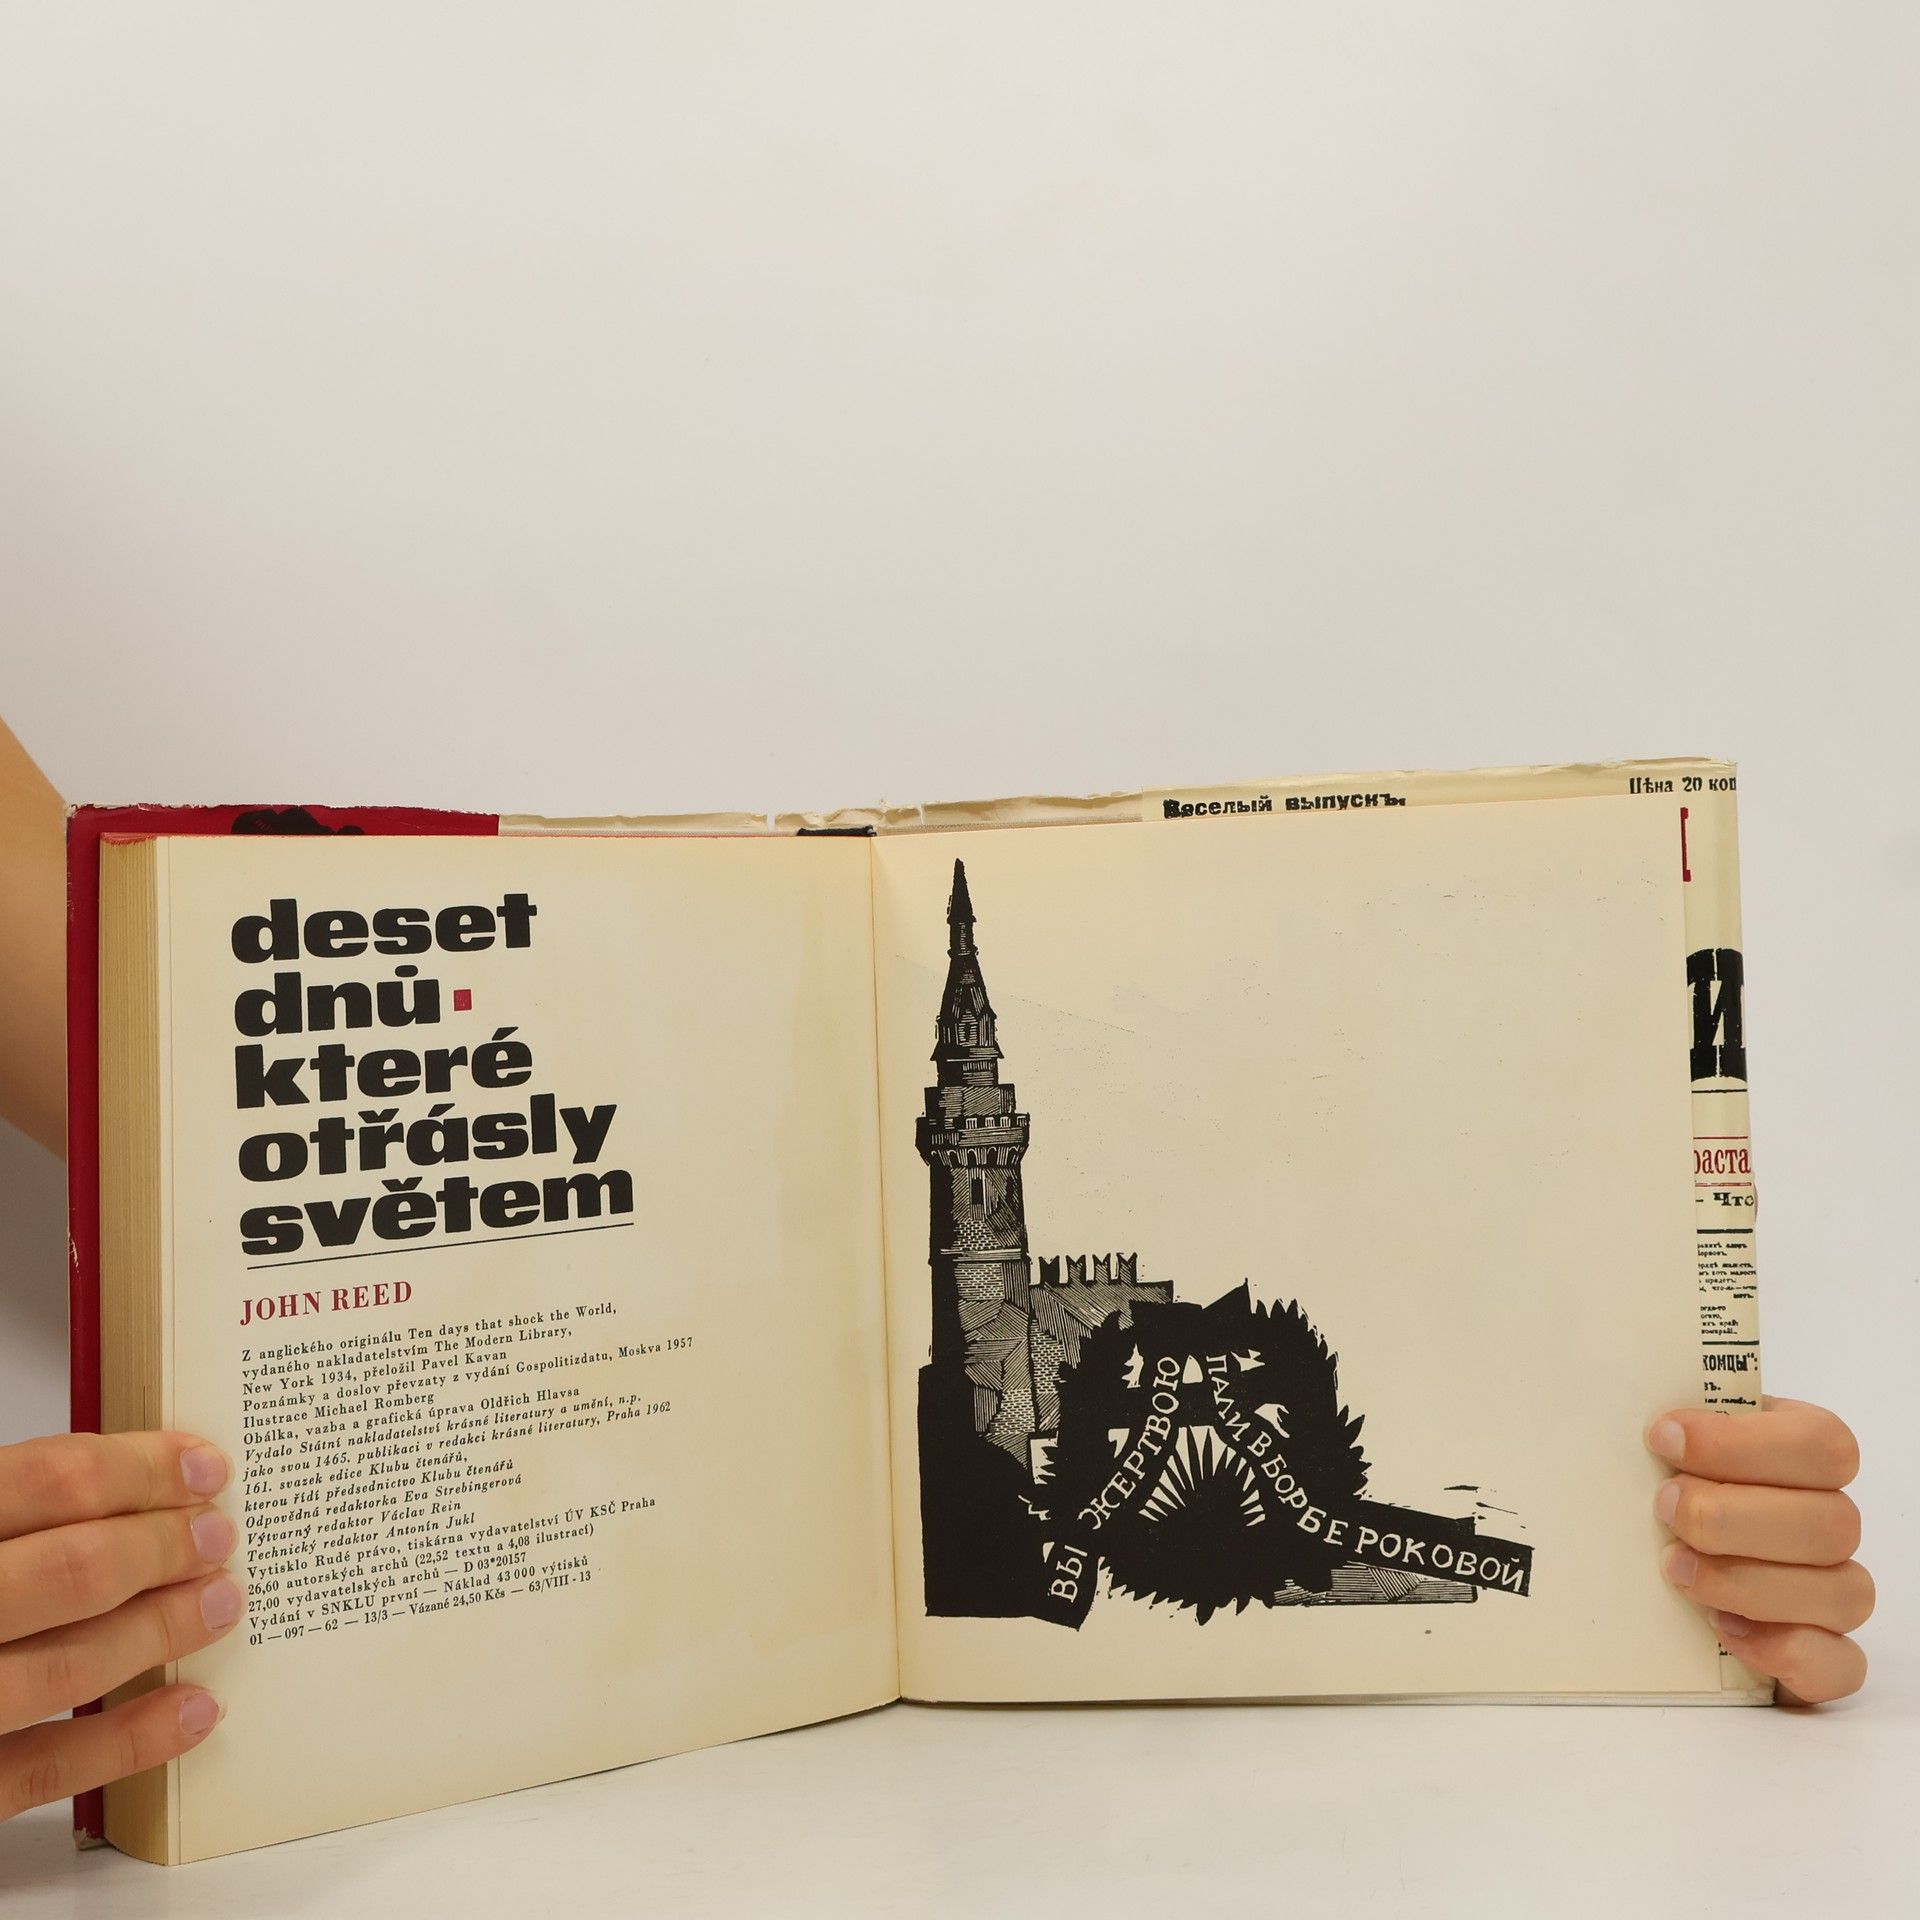 deset
dnů
které
otřásly
světem
JOHN REED
Z anglického originálu Ten days that shock the World,
vydaného nakladatelstvím The Modern Library,
New York 1934, přeložil Pavel Kavan
Poznámky a doslov převzaty z vydání Gospolitizdatu, Moskva 1957
Ilustrace Michael Romberg
Obálka, vazba a grafická úprava Oldřich Hlavsa
Vydalo Státní nakladatelství krásné literatury a umění, n.p.
jako svou 1465. publikaci v redakci krásné literatury, Praha 1962
161. svazek edice Klubu čtenářů,
kterou řídí předsednictvo Klubu čtenářů
Odpovědná redaktorka Eva Strebingerová
Výtvarný redaktor Václav Rein
Technický redaktor Antonín Jukl
Vytisklo Rudé právo, tiskárna vydavatelství ÚV KSČ Praha
26,60 autorských archů (22,52 textu a 4,08 ilustrací)
27,00 vydavatelských archů — D 03*20157
Vydání v SNKLU první — Náklad 43 000 výtisků
01 — 097 — 62 — 13/3 — Vázané 24,50 Kčs — 63/VIII - 13
Веселый выпускъ.
Цѣна 20 коп
ВЫ ЖЕРТВОЮ ПАЛИ В БОРБЕ РОКОВОЙ
И
раста
— Что
комцы":